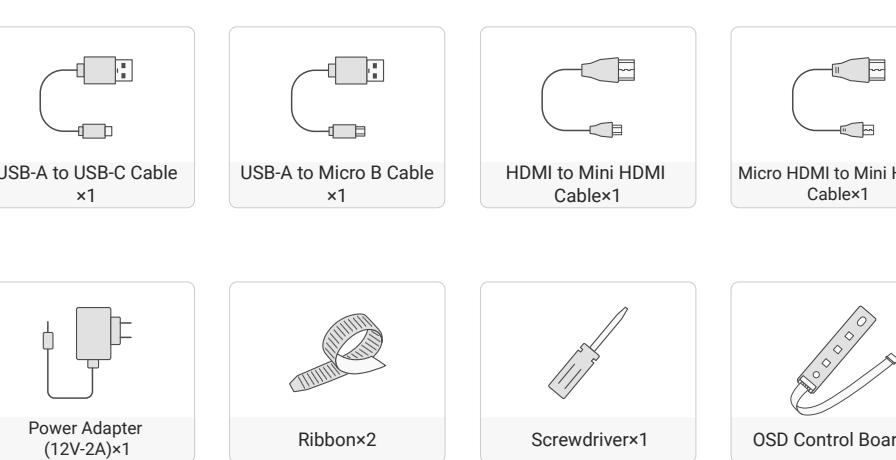 USB-A to USB-C Cable
×1
USB-A to Micro B Cable
×1
HDMI to Mini HDMI
Cable×1
Micro HDMI to Mini H
Cable×1
Power Adapter
(12V-2A)×1
Ribbon×2
Screwdriver×1
OSD Control Boar